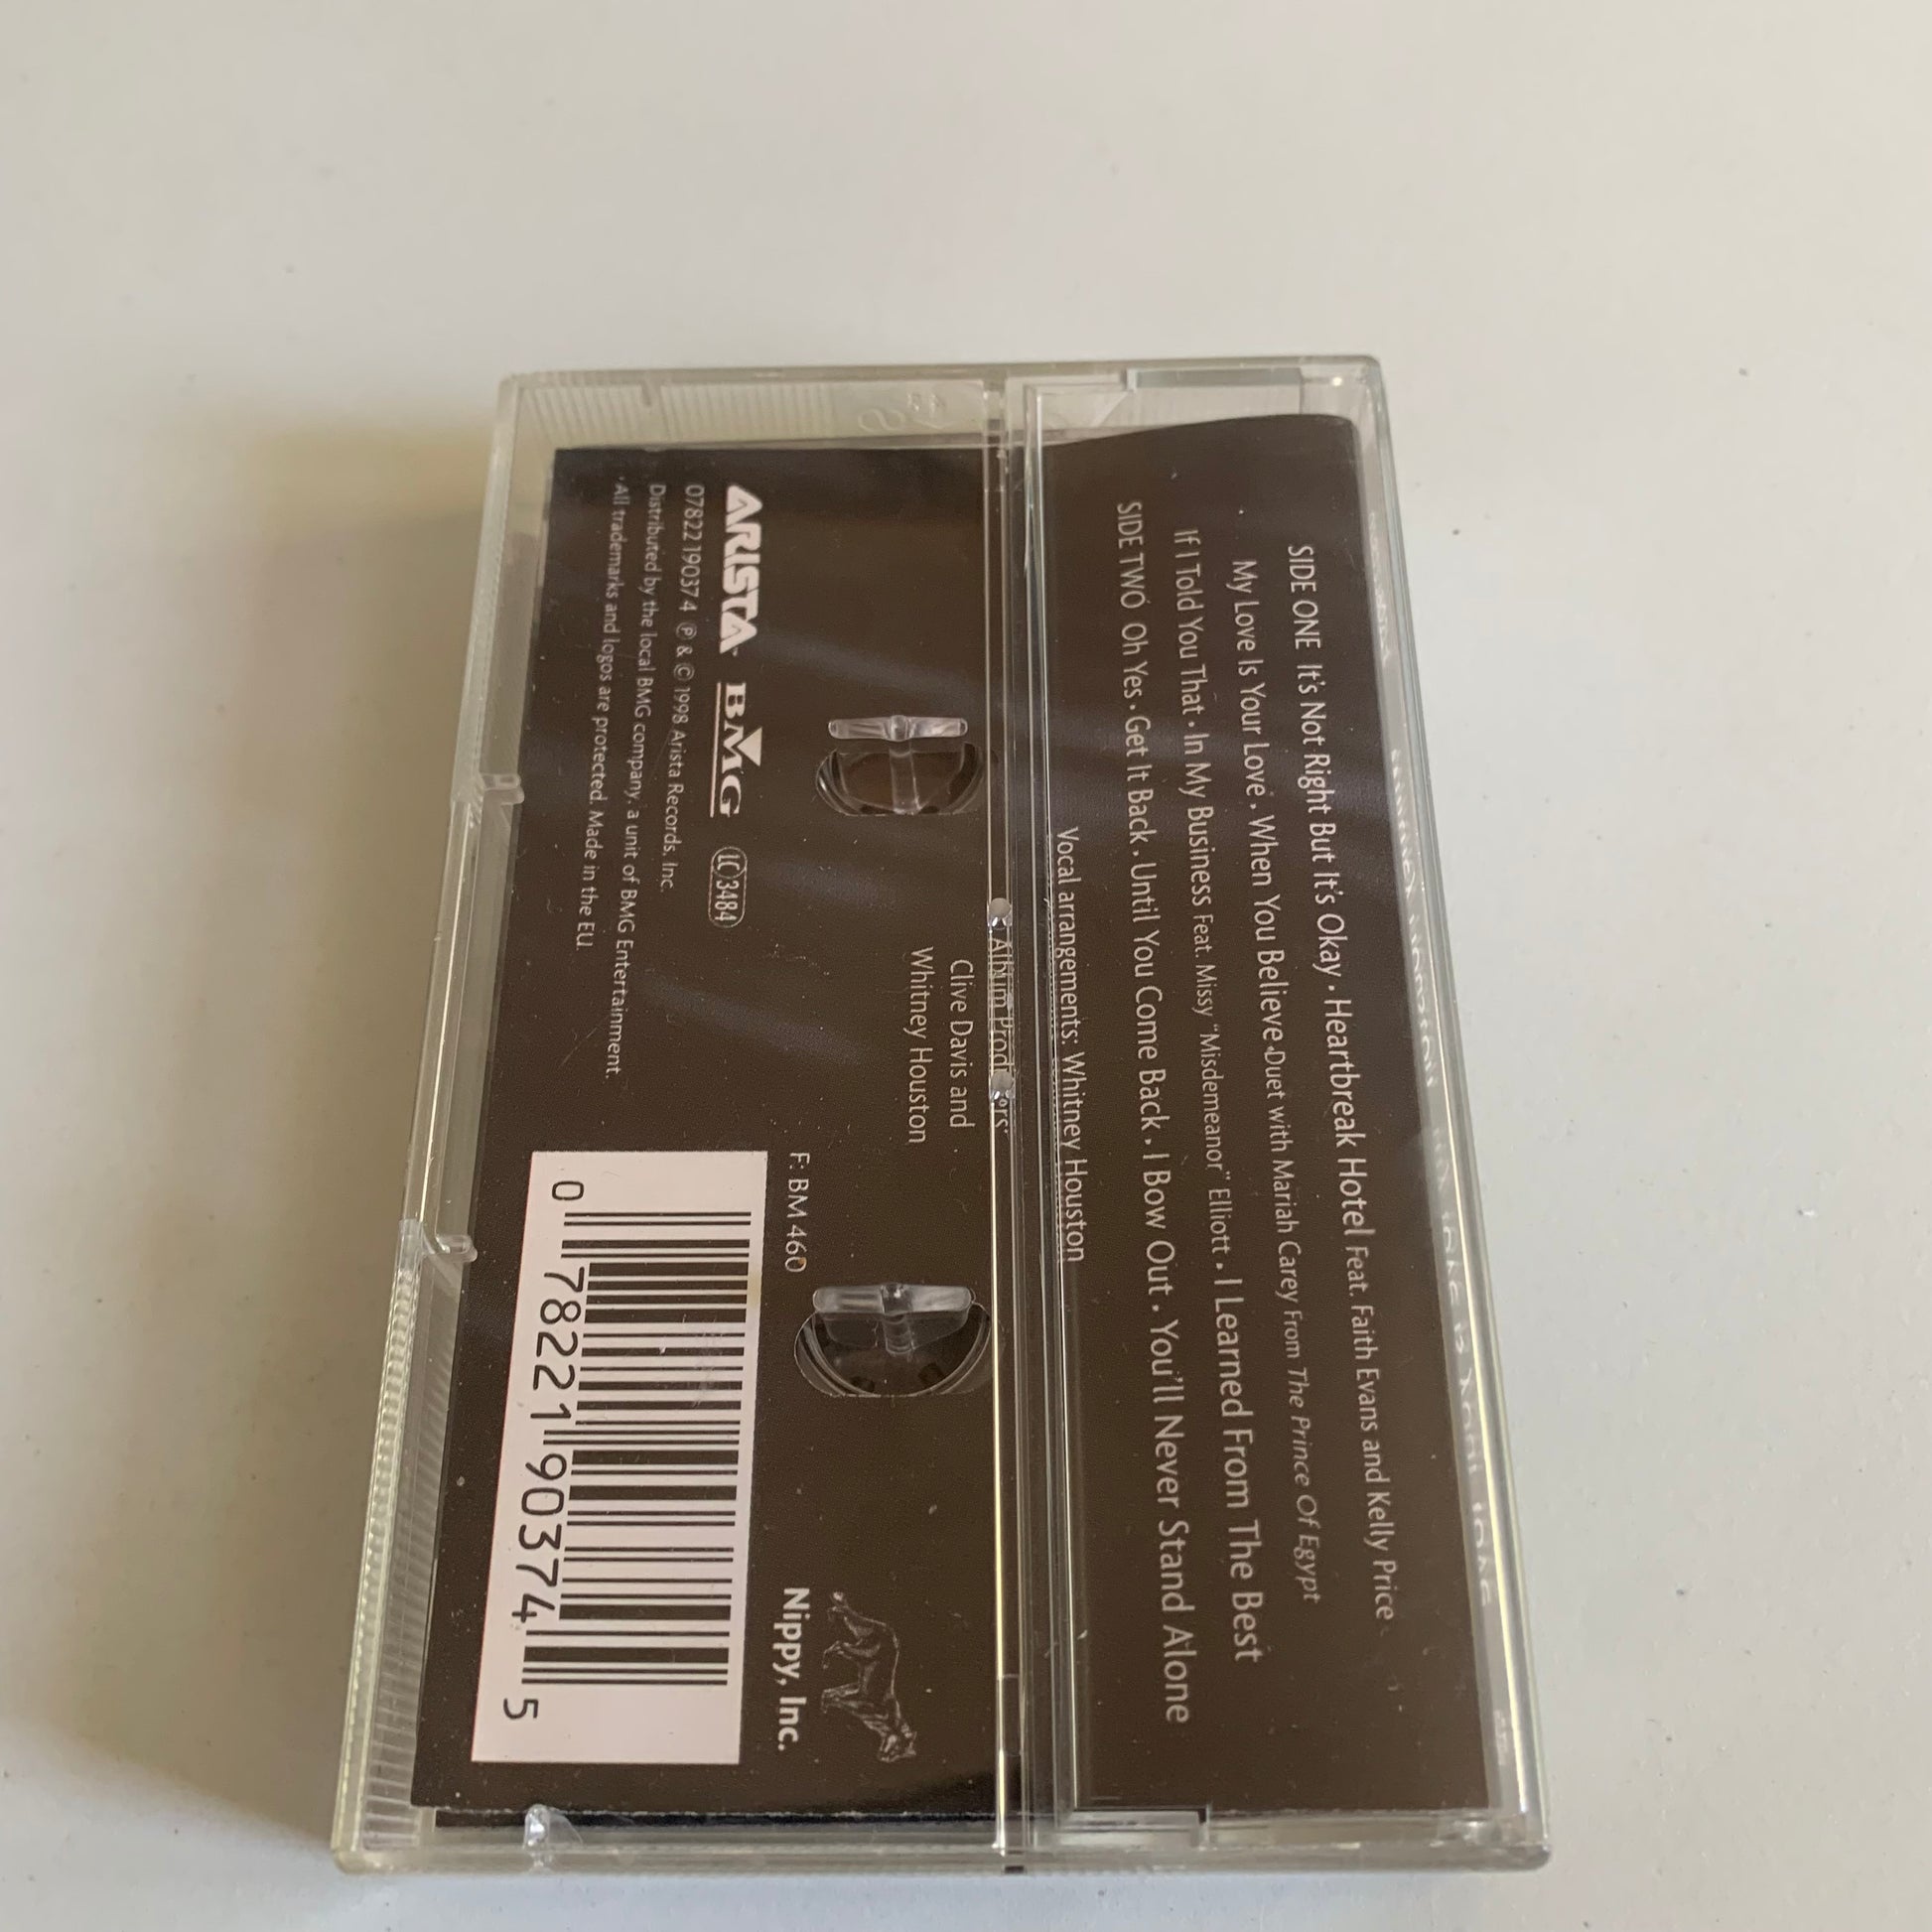 SIDE ONE It's Not Right But It's Okay • Heartbreak Hotel Feat. Faith Evans and Kelly Price •
My Love Is Your Love • When You Believe • Duet with Mariah Carey From The Prince Of Egypt
If I Told You That • In My Business Feat. Missy "Misdemeanor" Elliott • I Learned From The Best
SIDE TWO Oh Yes • Get It Back • Until You Come Back • I Bow Out • You'll Never Stand Alone
Vocal arrangements: Whitney Houston
Album
Clive Davis and
Whitney Houston
ARISTA BMG LC 3484
07822 19037 4 ℗ & © 1998 Arista Records, Inc.
Distributed by the local BMG company, a unit of BMG Entertainment.
All trademarks and logos are protected. Made in the EU.
F: BM 460
0 78221 90374 5
Nippy, Inc.